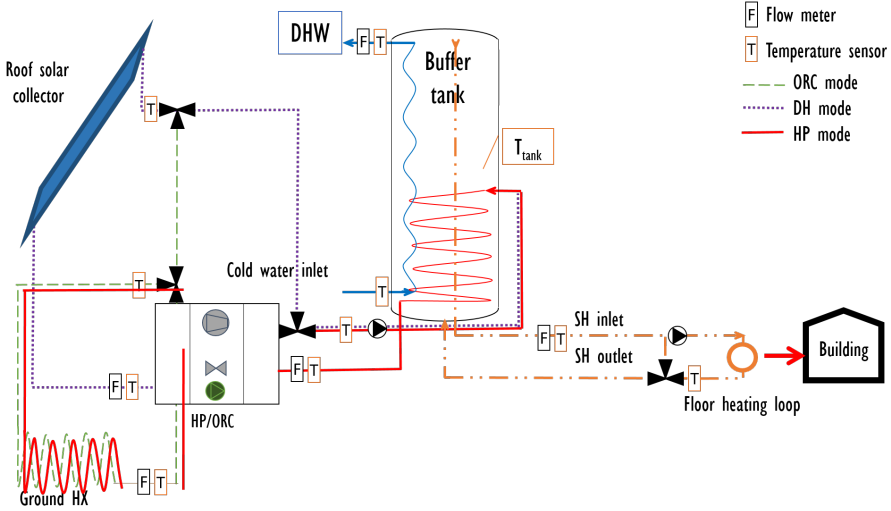 DHW
F
T
F Flow meter
T Temperature sensor
ORC mode
DH mode
HP mode
Roof solar
collector
Buffer
tank
T
T_tank
Cold water inlet
T
T
T
F T
SH inlet
F T
SH outlet
T
Building
Floor heating loop
F T
HP/ORC
F T
Ground HX